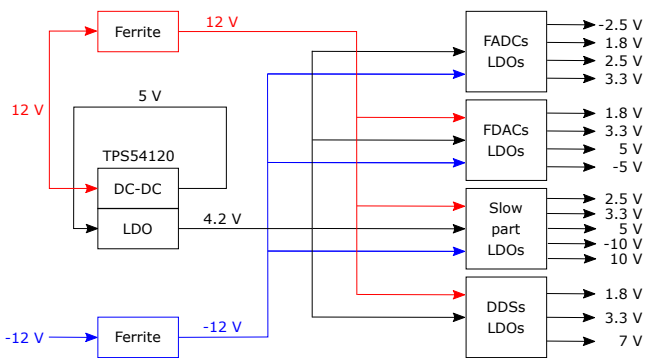 Ferrite
12 V
12 V
5 V
TPS54120
DC-DC
LDO
4.2 V
-12 V
Ferrite
-12 V
FADCs
LDOs
-2.5 V
1.8 V
2.5 V
3.3 V
FDACs
LDOs
1.8 V
3.3 V
5 V
-5 V
Slow
part
LDOs
2.5 V
3.3 V
5 V
-10 V
10 V
DDSs
LDOs
1.8 V
3.3 V
7 V